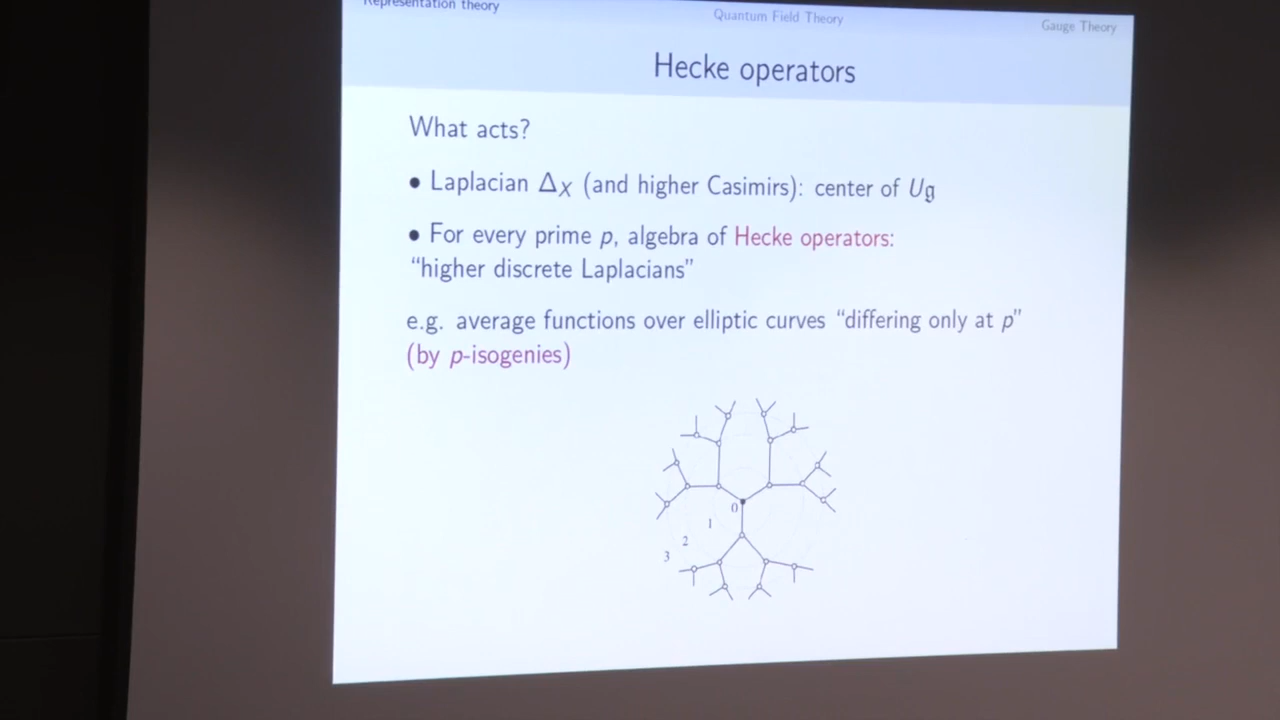 Representation theory
Quantum Field Theory
Gauge Theory
Hecke operators
What acts?
• Laplacian Δ_X (and higher Casimirs): center of U𝔤
• For every prime p, algebra of Hecke operators:
“higher discrete Laplacians”
e.g. average functions over elliptic curves “differing only at p”
(by p-isogenies)
0
1
2
3